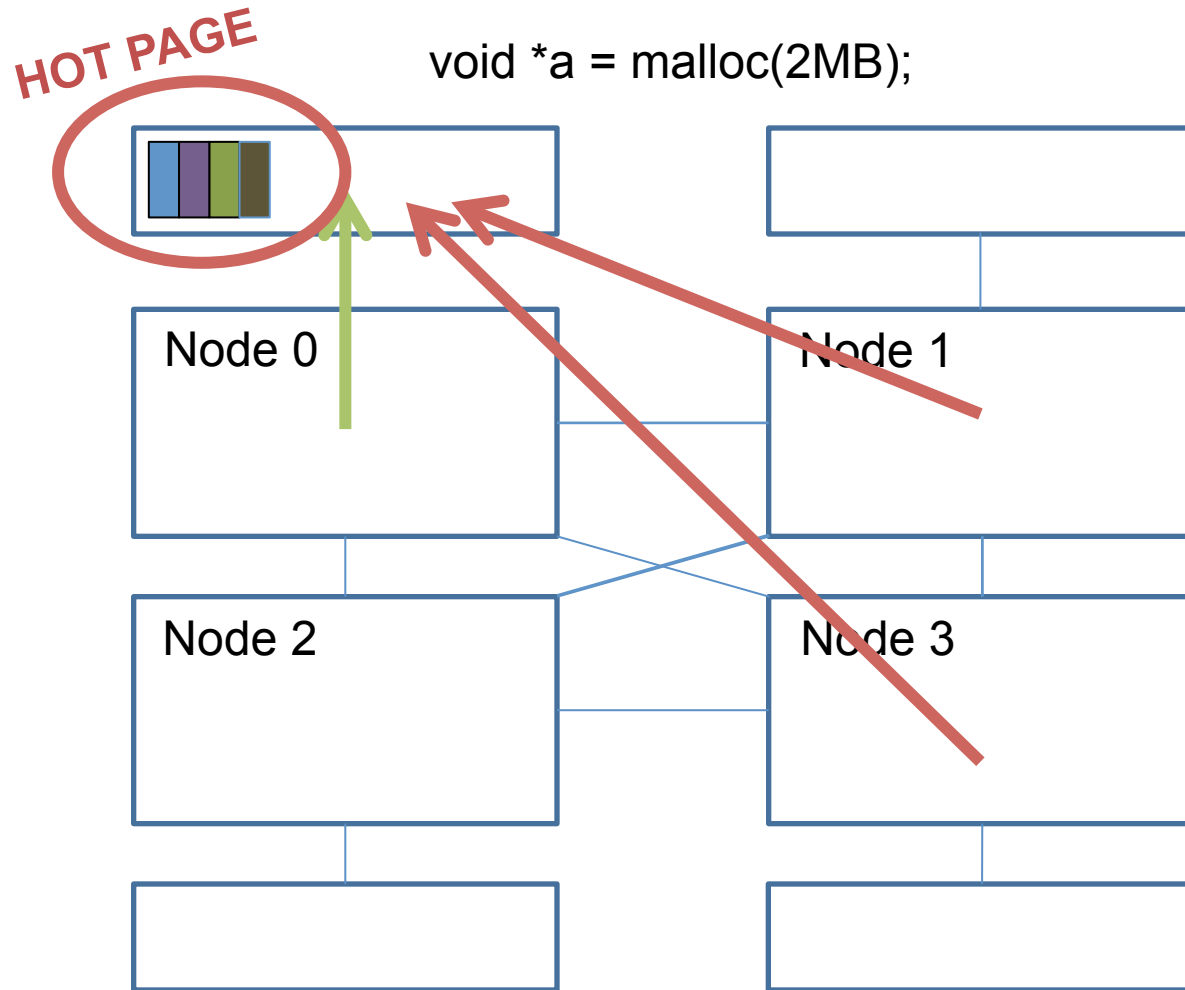 HOT PAGE
void *a = malloc(2MB);
Node 0
Node 1
Node 2
Node 3